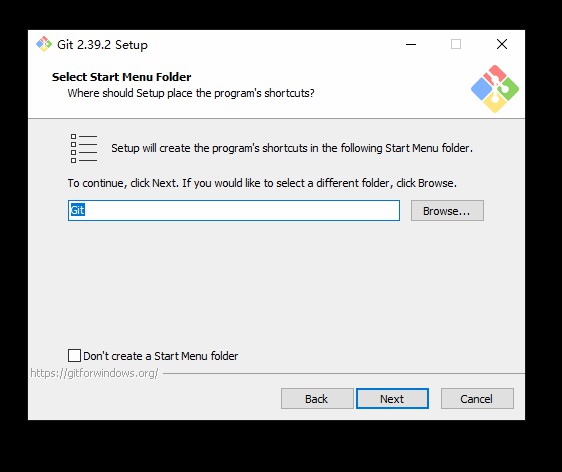 Git 2.39.2 Setup
Select Start Menu Folder
Where should Setup place the program's shortcuts?
Setup will create the program's shortcuts in the following Start Menu folder.
To continue, click Next. If you would like to select a different folder, click Browse.
Git
Browse...
Don't create a Start Menu folder
https://gitforwindows.org/
Back
Next
Cancel